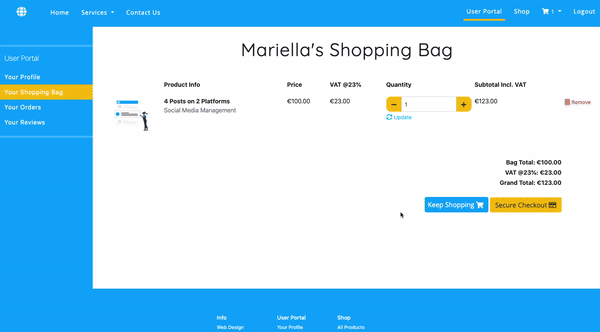 Home Services Contact Us User Portal Shop 1 Logout
User Portal
Your Profile
Your Shopping Bag
Your Orders
Your Reviews
Mariella's Shopping Bag
Product Info Price VAT @23% Quantity Subtotal Incl. VAT
4 Posts on 2 Platforms €100.00 €23.00 1 €123.00 Remove
Social Media Management
Update
Bag Total: €100.00
VAT @23%: €23.00
Grand Total: €123.00
Keep Shopping Secure Checkout
Info User Portal Shop
Web Design Your Profile All Products